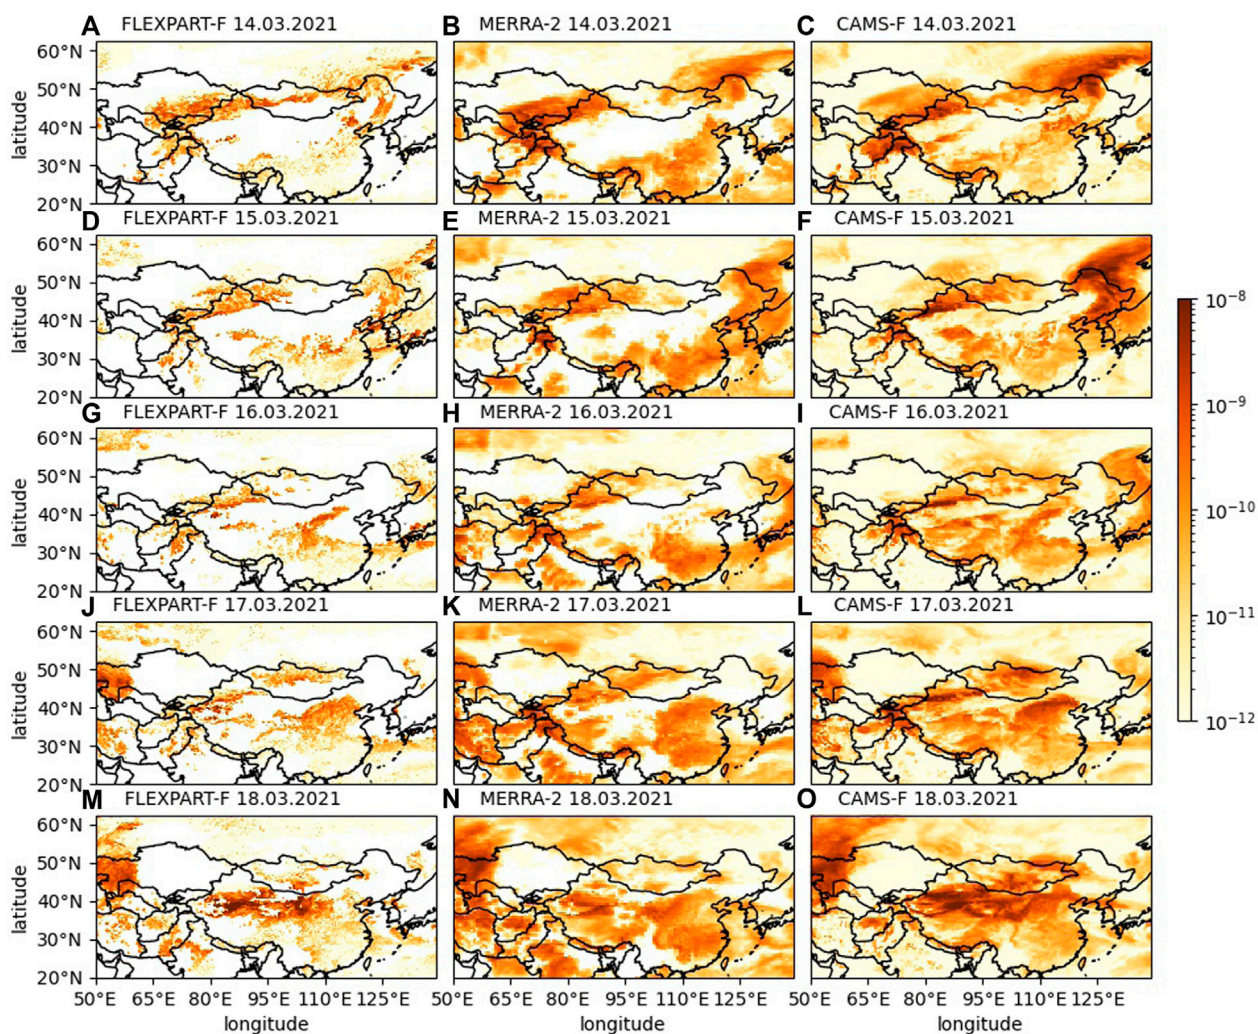 A FLEXPART-F 14.03.2021 B MERRA-2 14.03.2021 C CAMS-F 14.03.2021
60°N
50°N
40°N
30°N
20°N
latitude
D FLEXPART-F 15.03.2021 E MERRA-2 15.03.2021 F CAMS-F 15.03.2021
60°N
50°N
40°N
30°N
20°N
latitude
G FLEXPART-F 16.03.2021 H MERRA-2 16.03.2021 I CAMS-F 16.03.2021
60°N
50°N
40°N
30°N
20°N
latitude
J FLEXPART-F 17.03.2021 K MERRA-2 17.03.2021 L CAMS-F 17.03.2021
60°N
50°N
40°N
30°N
20°N
latitude
M FLEXPART-F 18.03.2021 N MERRA-2 18.03.2021 O CAMS-F 18.03.2021
60°N
50°N
40°N
30°N
20°N
latitude
50°E 65°E 80°E 95°E 110°E 125°E 50°E 65°E 80°E 95°E 110°E 125°E 50°E 65°E 80°E 95°E 110°E 125°E
longitude longitude longitude
10⁻⁸
10⁻⁹
10⁻¹⁰
10⁻¹¹
10⁻¹²